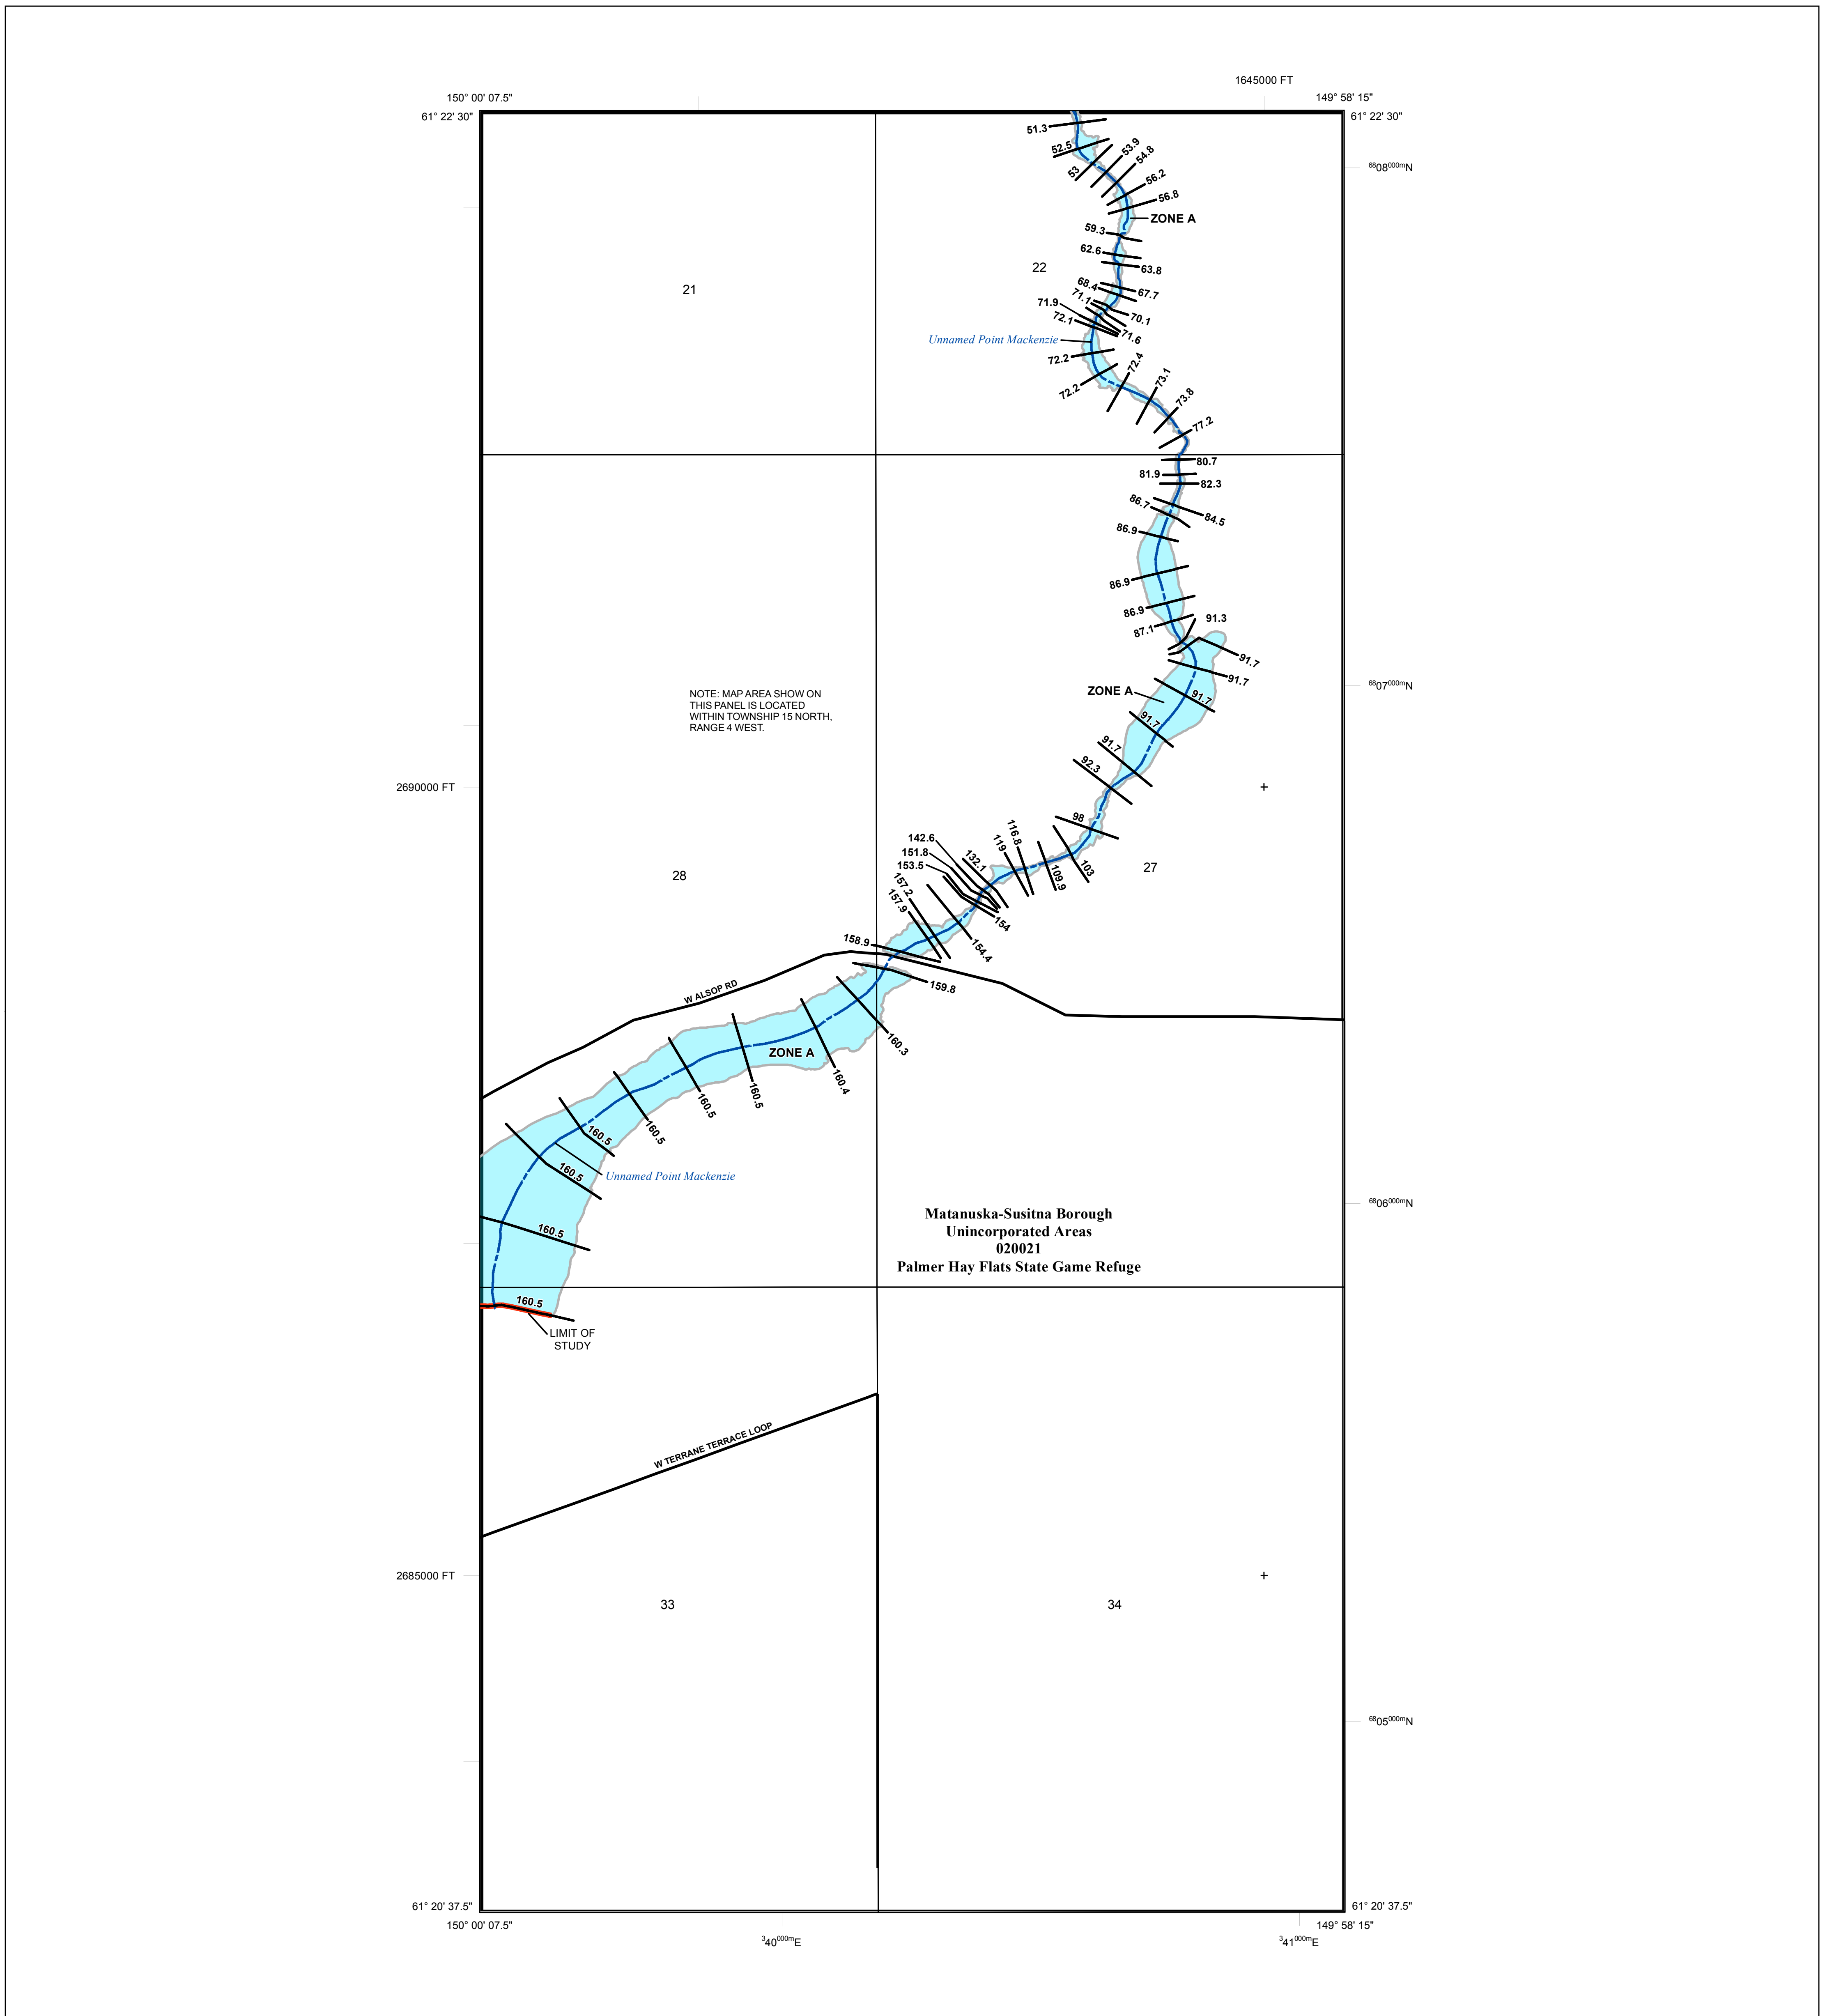 1645000 FT
150° 00' 07.5"
149° 58' 15"
61° 22' 30"
61° 22' 30"
51.3
52.5
53
53.9
54.8
56.2
56.8
6808000mN
ZONE A
59.3
62.6
63.8
22
21
68.4
67.7
71.1
71.9
70.1
72.1
71.6
Unnamed Point Mackenzie
72.2
72.4
72.2
73.1
73.8
77.2
80.7
81.9
82.3
86.7
84.5
86.9
86.9
86.9
87.1
91.3
91.7
91.7
6807000mN
ZONE A
91.7
NOTE: MAP AREA SHOW ON
THIS PANEL IS LOCATED
WITHIN TOWNSHIP 15 NORTH,
RANGE 4 WEST.
91.7
91.7
92.3
2690000 FT
98
116.8
119
142.6
132.1
151.8
153.5
103
109.9
27
28
157.2
157.9
154
154.4
158.9
159.8
W ALSOP RD
160.3
ZONE A
160.4
160.5
160.5
160.5
160.5
160.5
Unnamed Point Mackenzie
6806000mN
160.5
Matanuska-Susitna Borough
Unincorporated Areas
020021
Palmer Hay Flats State Game Refuge
160.5
LIMIT OF
STUDY
W TERRANE TERRACE LOOP
2685000 FT
33
34
6805000mN
61° 20' 37.5"
61° 20' 37.5"
150° 00' 07.5"
149° 58' 15"
340000mE
341000mE